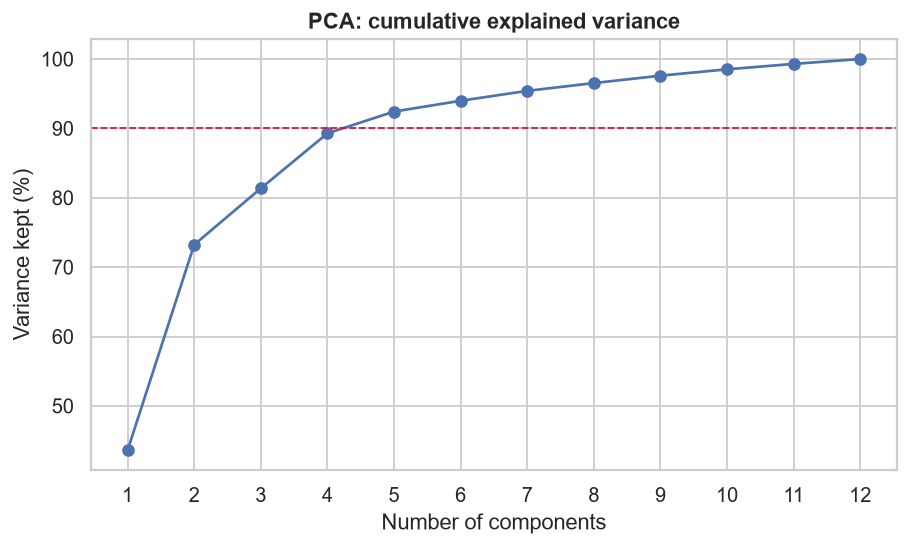 PCA: cumulative explained variance
Variance kept (%)
100
90
80
70
60
50
1 2 3 4 5 6 7 8 9 10 11 12
Number of components